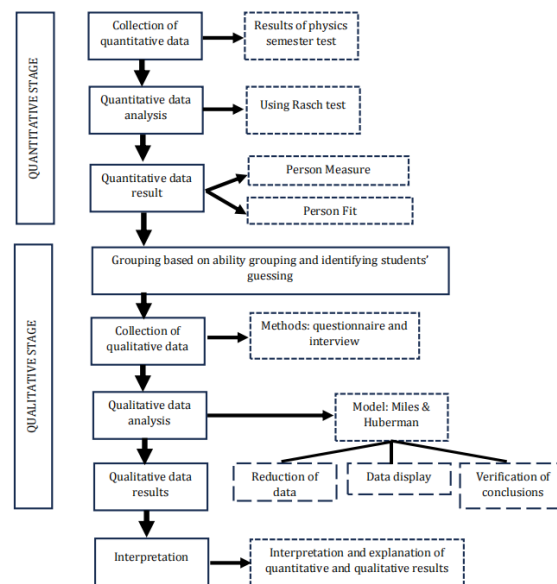 QUANTITATIVE STAGE
Collection of
quantitative data
Results of physics
semester test
Quantitative data
analysis
Using Rasch test
Quantitative data
result
Person Measure
Person Fit
QUALITATIVE STAGE
Grouping based on ability grouping and identifying students'
guessing
Collection of
qualitative data
Methods: questionnaire and
interview
Qualitative data
analysis
Model: Miles &
Huberman
Qualitative data
results
Reduction of
data
Data display
Verification of
conclusions
Interpretation
Interpretation and explanation of
quantitative and qualitative results